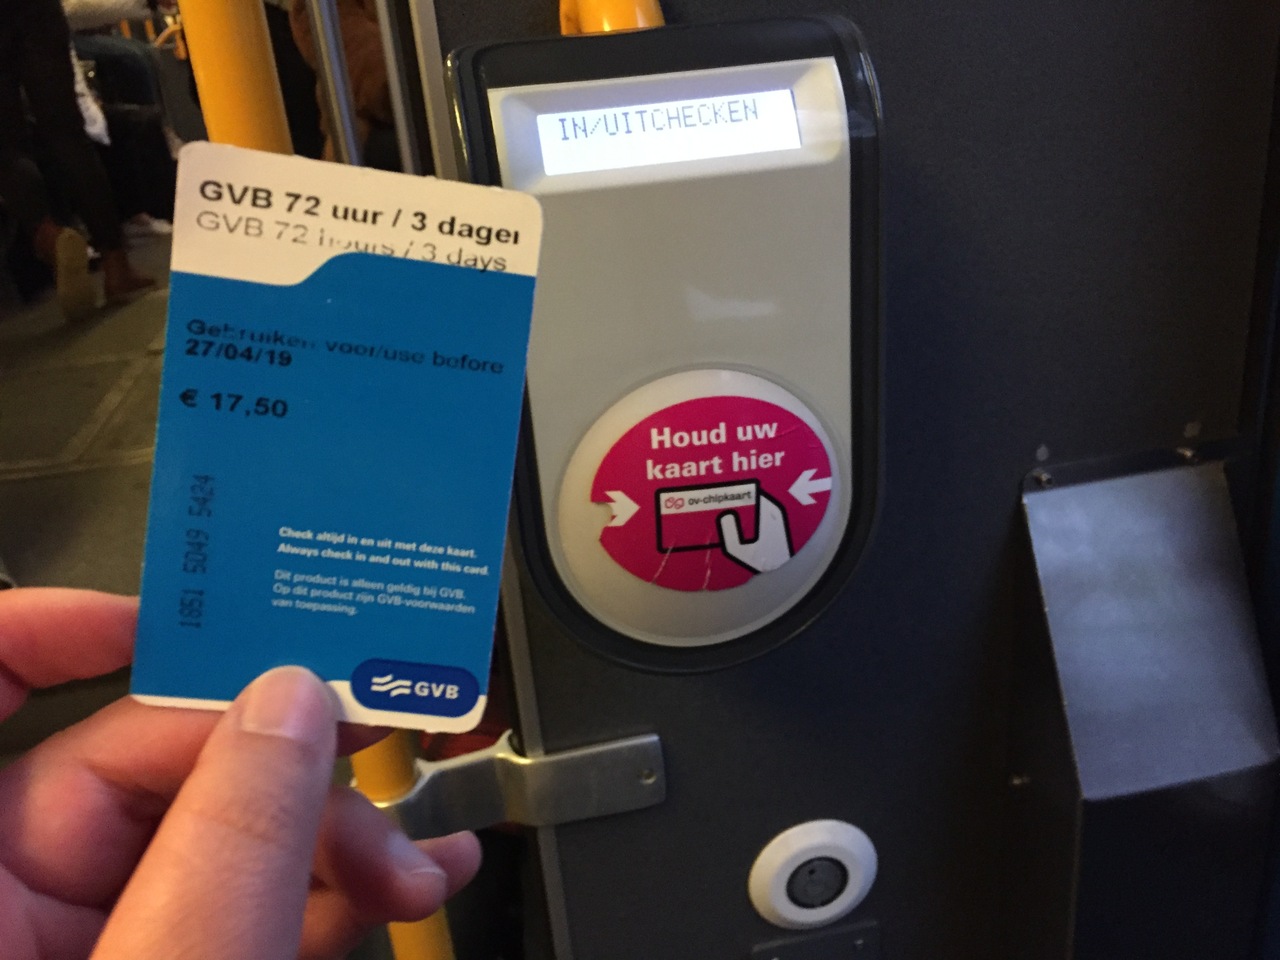 GVB 72 uur / 3 dagen
GVB 72 hours / 3 days
Gebruiken voor/use before
27/04/19
€ 17,50
1851 5049 5424
Check altijd in en uit met deze kaart.
Always check in and out with this card.
Dit product is alleen geldig bij GVB.
Op dit product zijn GVB-voorwaarden
van toepassing.
GVB
IN/UITCHECKEN
Houd uw
kaart hier
ov-chipkaart